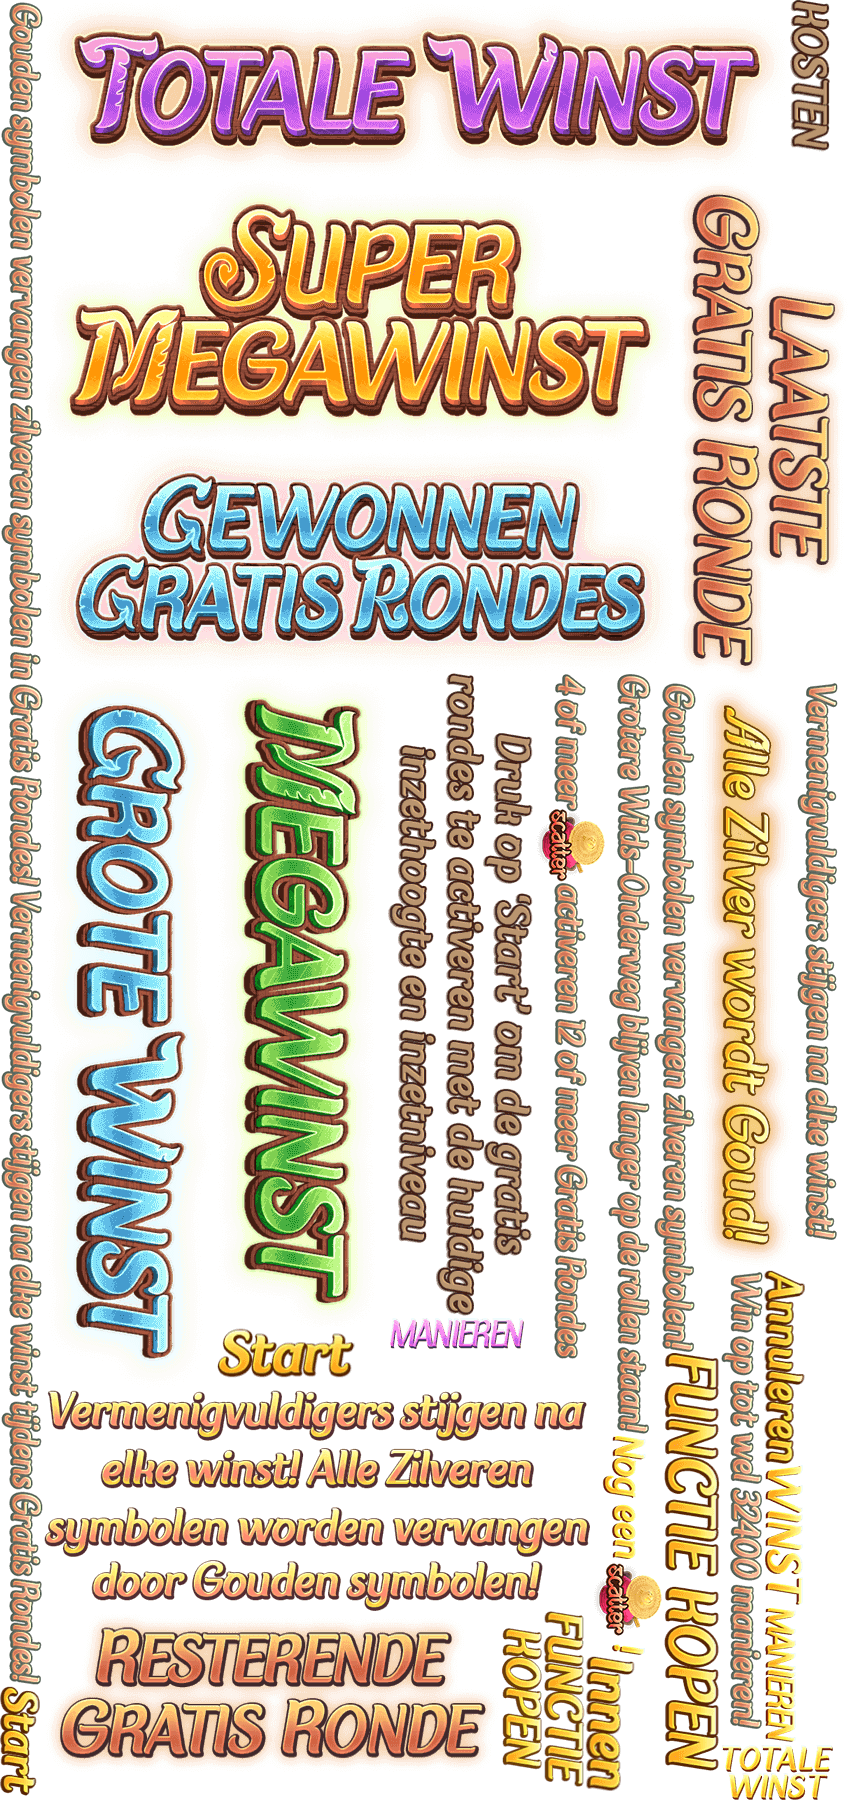 TOTALE WINST
KOSTEN
SUPER
MEGAWINST
LAATSTE
GRATIS RONDE
GEWONNEN
GRATIS RONDES
Gouden symbolen vervangen zilveren symbolen in Gratis Rondes! Vermenigvuldigers stijgen na elke winst tijdens Gratis Rondes!
GROTE WINST
MEGAWINST
Druk op 'Start' om de gratis
rondes te activeren met de huidige
inzethoogte en inzetniveau
4 of meer scatter activeren 12 of meer Gratis Rondes
Grotere Wilds-Onderweg blijven langer op de rollen staan!
Gouden symbolen vervangen zilveren symbolen!
Alle Zilver wordt Goud!
Vermenigvuldigers stijgen na elke winst!
MANIEREN
Start
Vermenigvuldigers stijgen na
elke winst! Alle Zilveren
symbolen worden vervangen
door Gouden symbolen!
RESTERENDE
GRATIS RONDE
Nog een scatter !
FUNCTIE KOPEN
Annuleren
WINST MANIEREN
Win op tot wel 32400 manieren!
FUNCTIE
KOPEN
Innen
TOTALE
WINST
Start